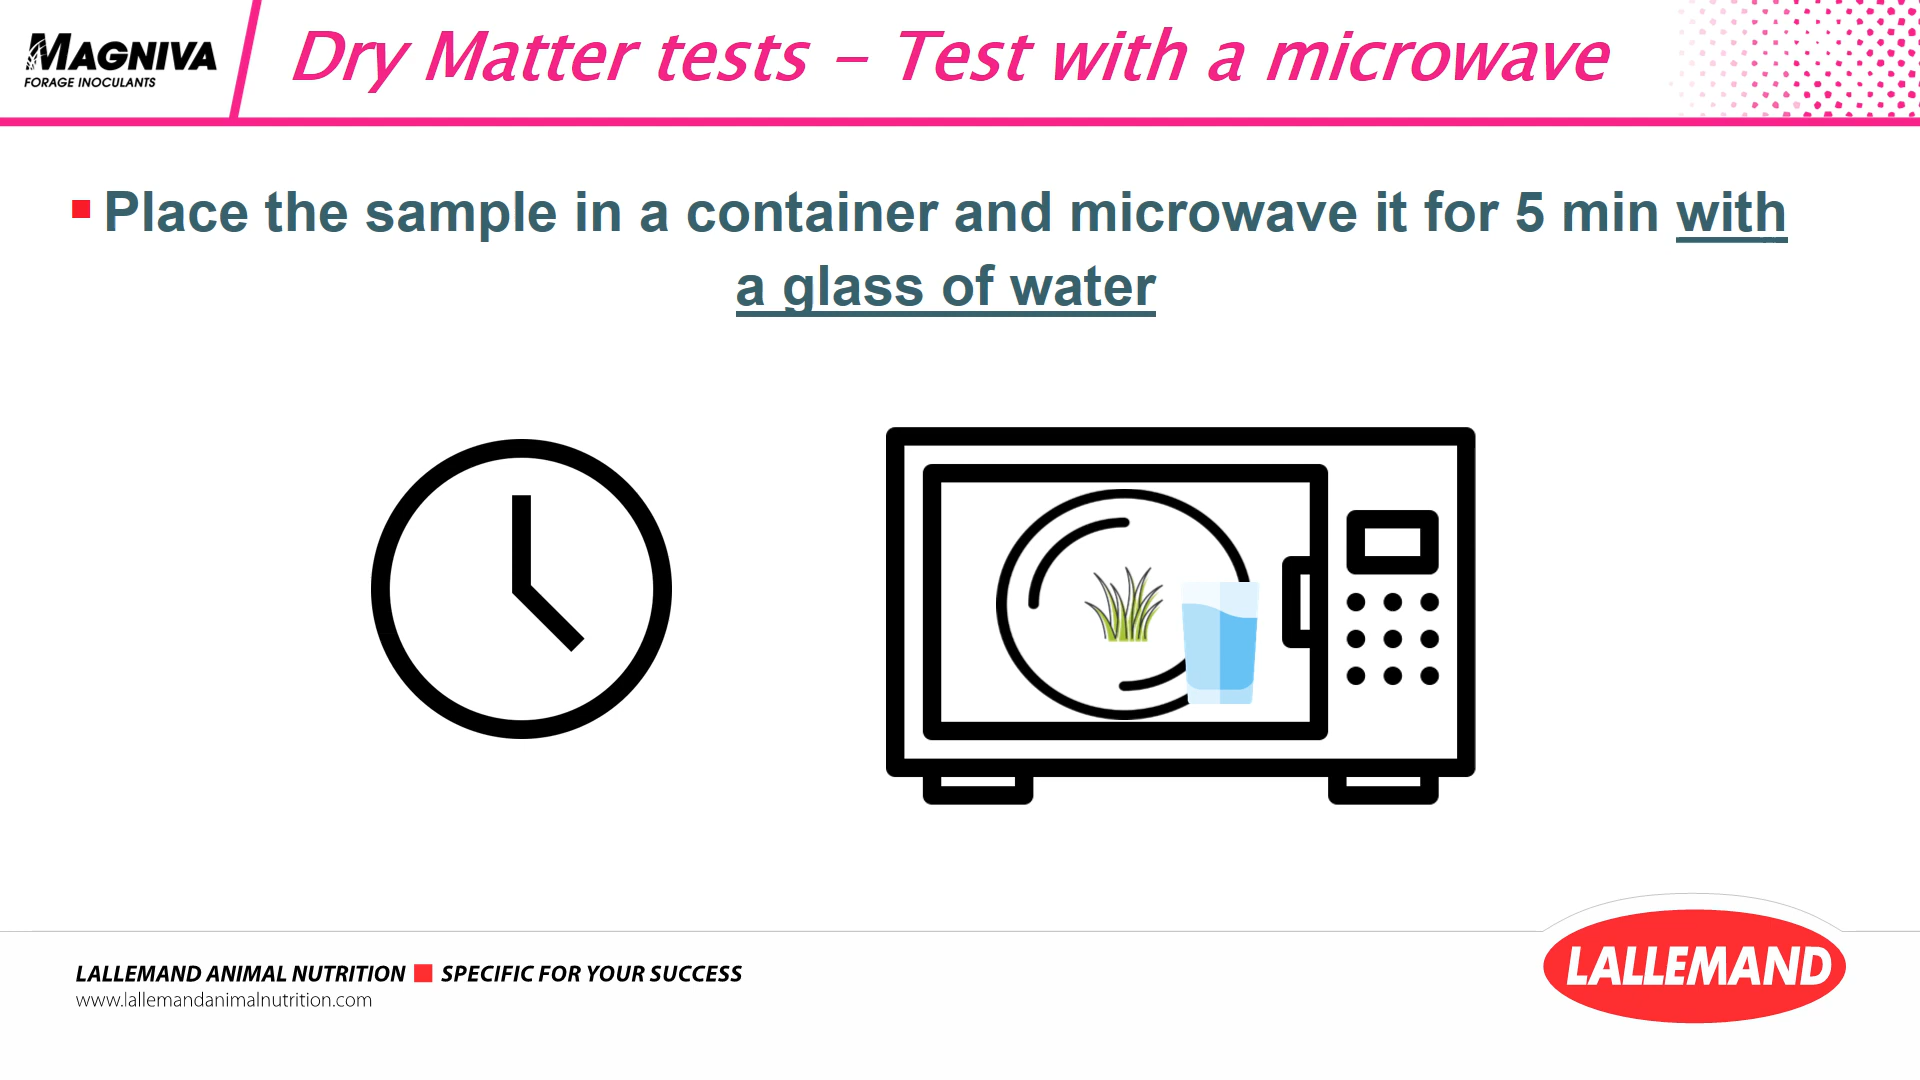 MAGNIVA
FORAGE INOCULANTS
Dry Matter tests – Test with a microwave
▪ Place the sample in a container and microwave it for 5 min with
a glass of water
LALLEMAND ANIMAL NUTRITION ■ SPECIFIC FOR YOUR SUCCESS
www.lallemandanimalnutrition.com
LALLEMAND